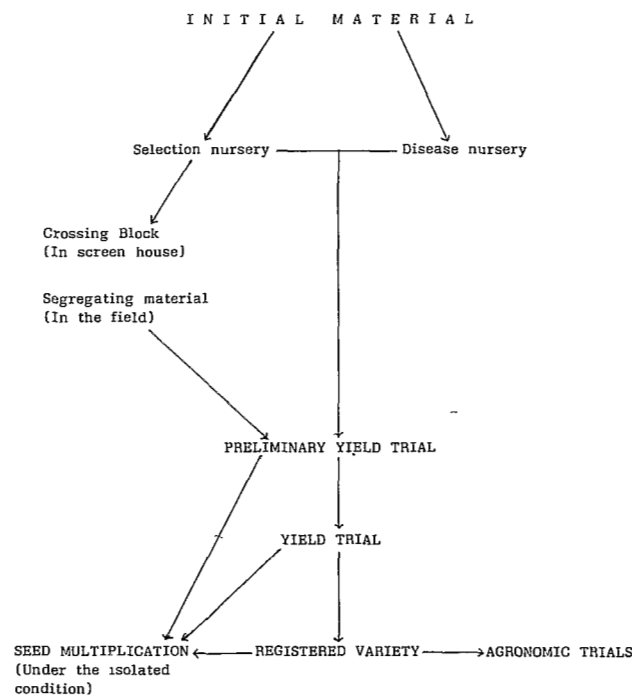 INITIAL MATERIAL
Selection nursery
Disease nursery
Crossing Block
(In screen house)
Segregating material
(In the field)
PRELIMINARY YIELD TRIAL
YIELD TRIAL
SEED MULTIPLICATION
(Under the isolated
condition)
REGISTERED VARIETY
AGRONOMIC TRIALS